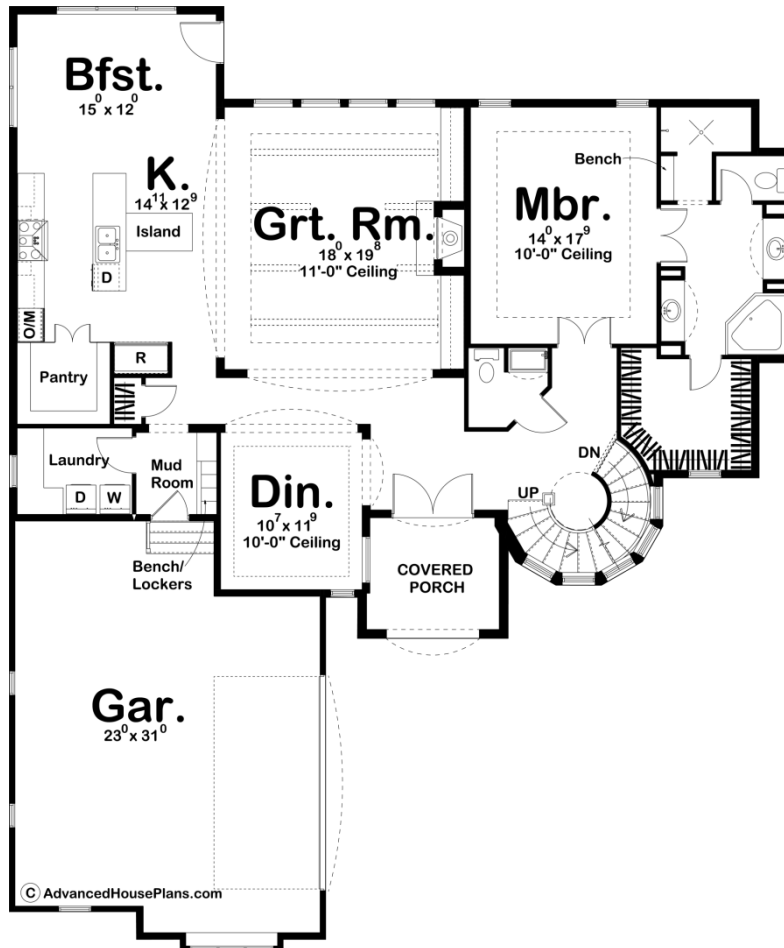 Bfst.
15⁰ x 12⁰
K.
14¹¹ x 12⁹
Island
D
O/M
R
Pantry
Grt. Rm.
18⁰ x 19⁸
11'-0" Ceiling
Mbr.
14⁰ x 17⁹
10'-0" Ceiling
Bench
Laundry
D
W
Mud
Room
Bench/
Lockers
Din.
10⁷ x 11⁹
10'-0" Ceiling
UP
DN
COVERED
PORCH
Gar.
23⁰ x 31⁰
© AdvancedHousePlans.com